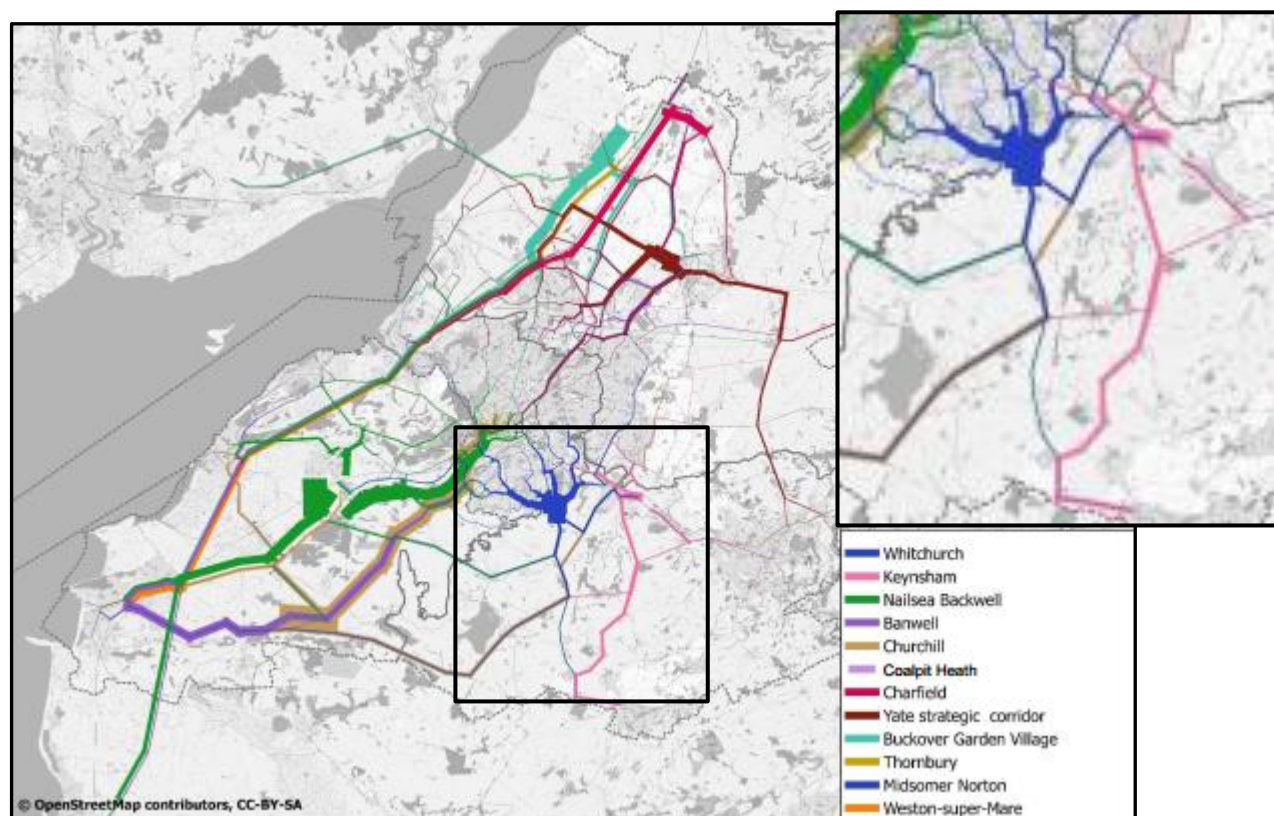 Whitchurch
Keynsham
Nailsea Backwell
Banwell
Churchill
Coalpit Heath
Charfield
Yate strategic corridor
Buckover Garden Village
Thornbury
Midsomer Norton
Weston-super-Mare
© OpenStreetMap contributors, CC-BY-SA